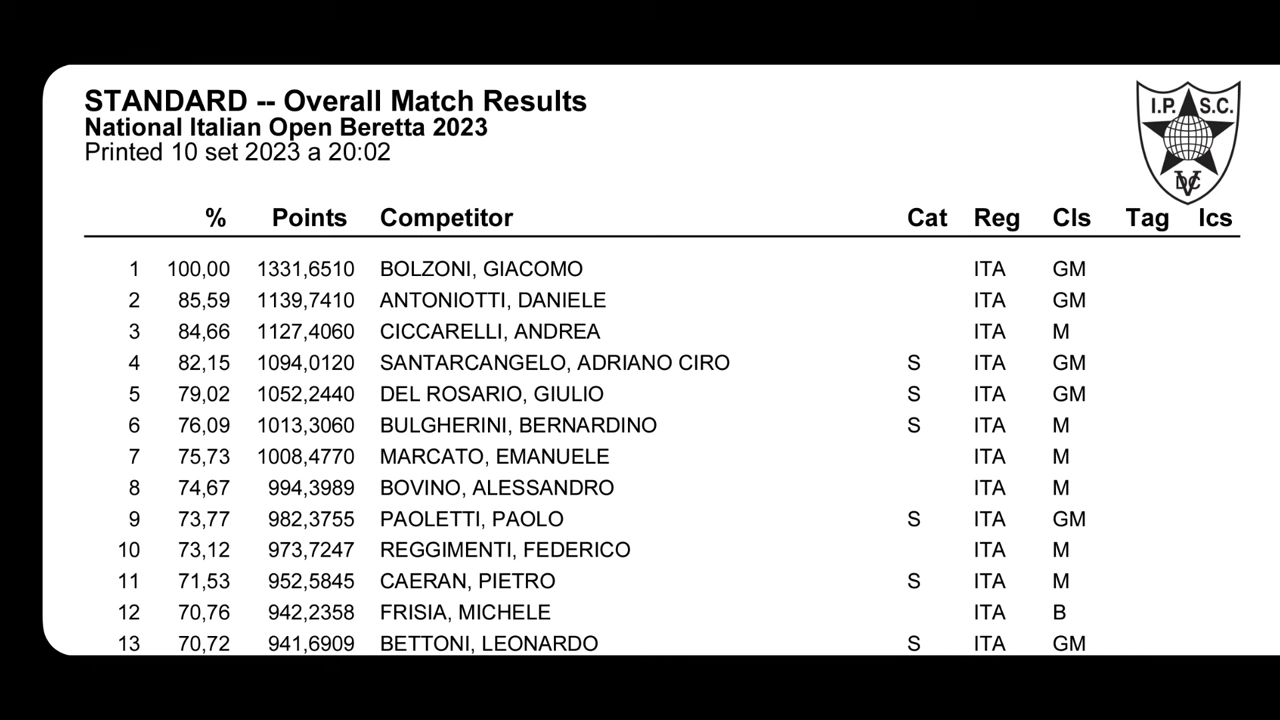 STANDARD -- Overall Match Results
National Italian Open Beretta 2023
Printed 10 set 2023 a 20:02
I.P. S.C.
DVC
% Points Competitor Cat Reg Cls Tag Ics
1 100,00 1331,6510 BOLZONI, GIACOMO ITA GM
2 85,59 1139,7410 ANTONIOTTI, DANIELE ITA GM
3 84,66 1127,4060 CICCARELLI, ANDREA ITA M
4 82,15 1094,0120 SANTARCANGELO, ADRIANO CIRO S ITA GM
5 79,02 1052,2440 DEL ROSARIO, GIULIO S ITA GM
6 76,09 1013,3060 BULGHERINI, BERNARDINO S ITA M
7 75,73 1008,4770 MARCATO, EMANUELE ITA M
8 74,67 994,3989 BOVINO, ALESSANDRO ITA M
9 73,77 982,3755 PAOLETTI, PAOLO S ITA GM
10 73,12 973,7247 REGGIMENTI, FEDERICO ITA M
11 71,53 952,5845 CAERAN, PIETRO S ITA M
12 70,76 942,2358 FRISIA, MICHELE ITA B
13 70,72 941,6909 BETTONI, LEONARDO S ITA GM